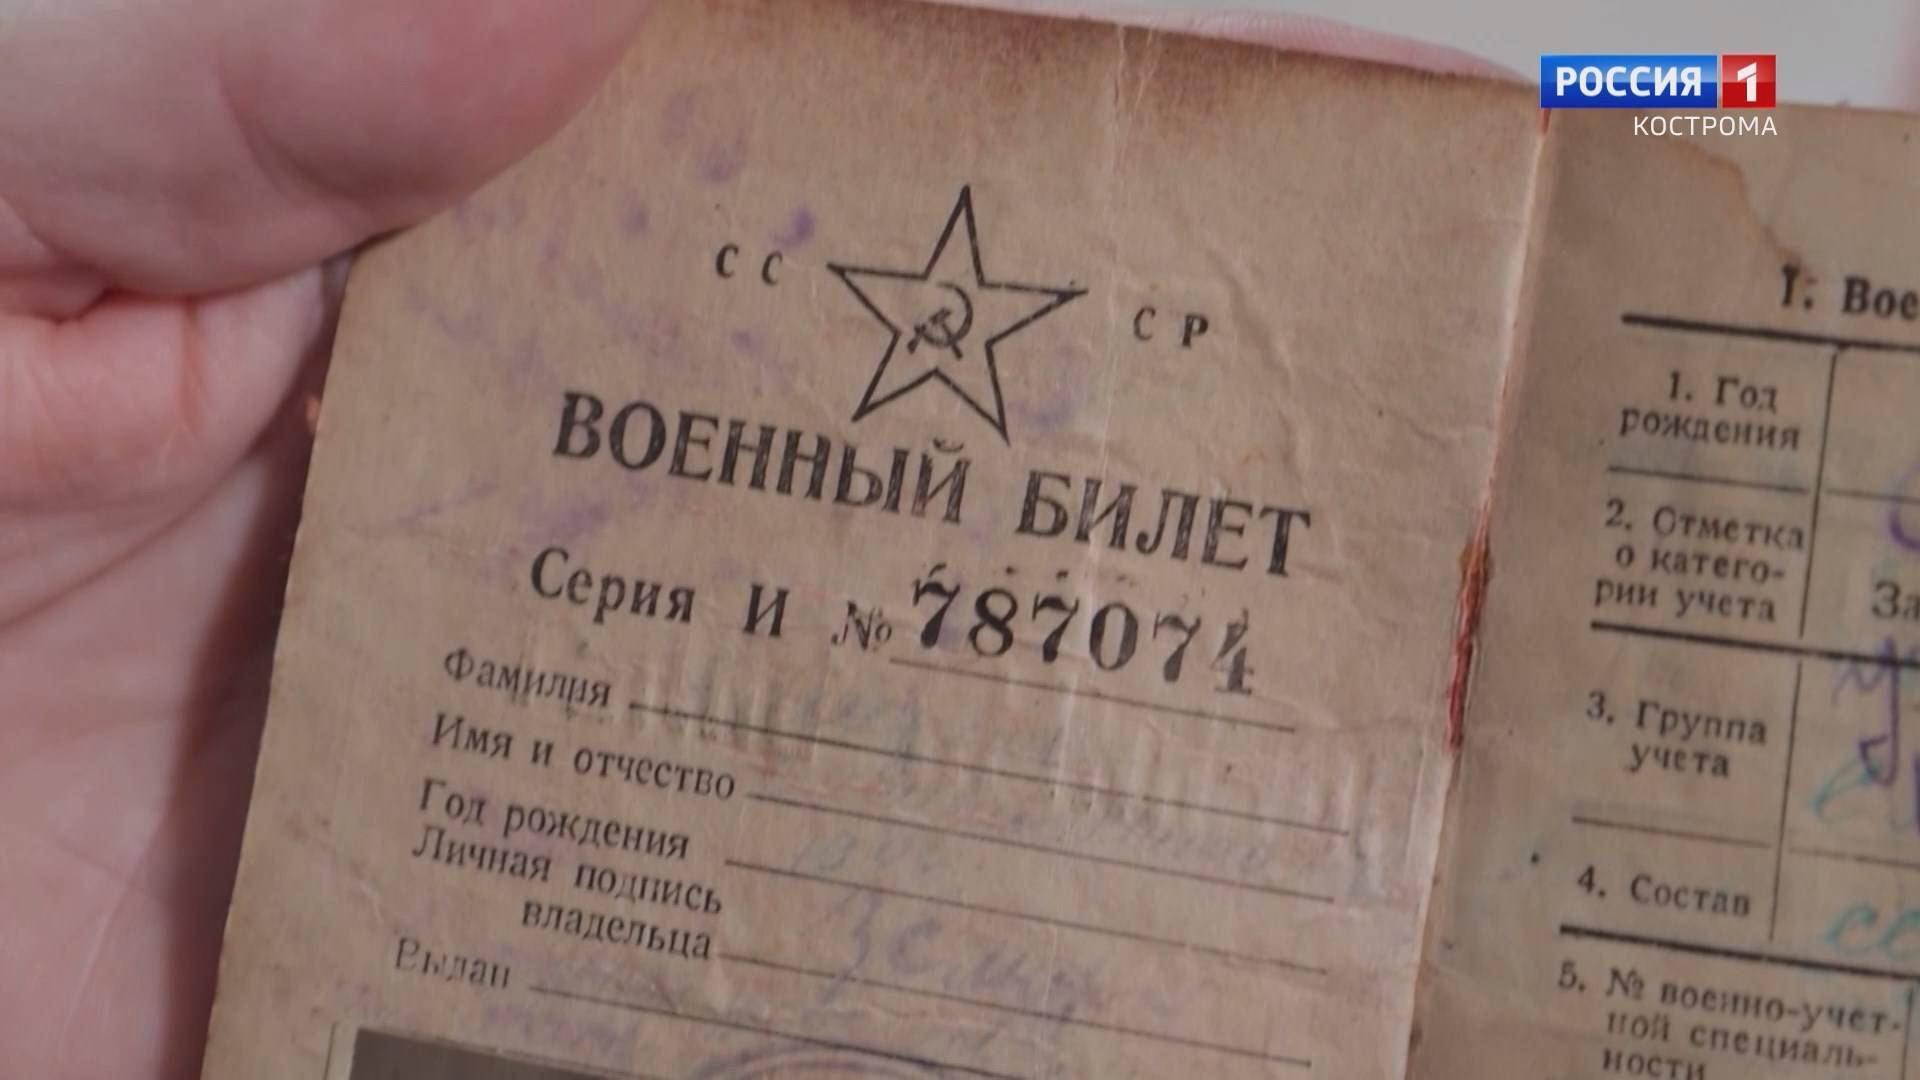 РОССИЯ 1
КОСТРОМА
СС СР
ВОЕННЫЙ БИЛЕТ
Серия И № 787074
Фамилия
Имя и отчество
Год рождения
Личная подпись
владельца
Выдан
I. Вое
1. Год
рождения
2. Отметка
о катего-
рии учета
За
3. Группа
учета
4. Состав
5. № военно-учет-
ной специаль-
ности